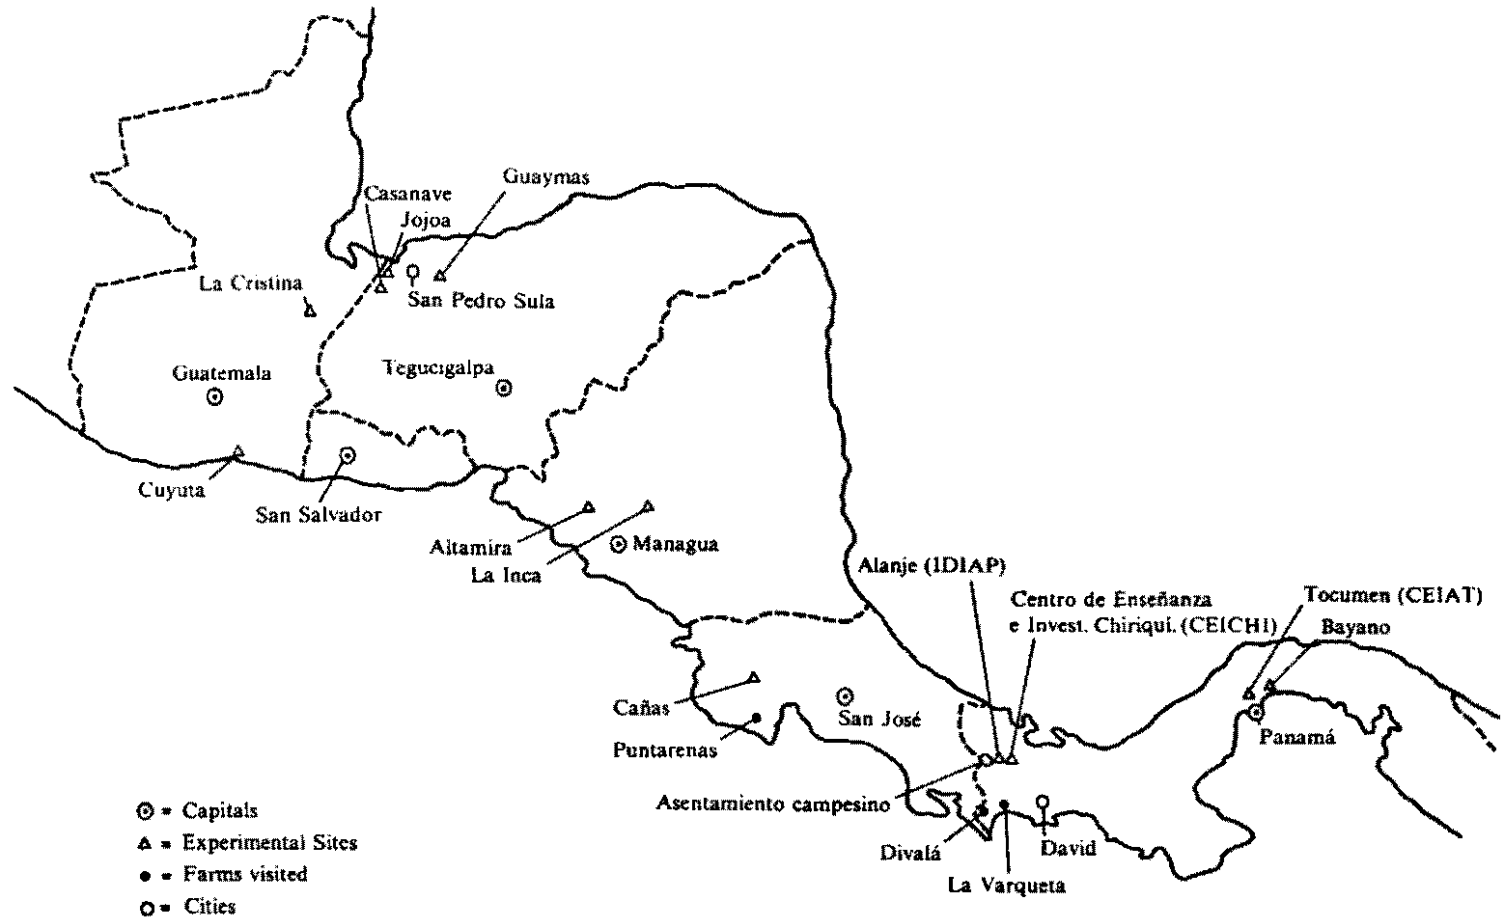 Guaymas
Casanave
Jojoa
La Cristina
San Pedro Sula
Guatemala
Tegucigalpa
Cuyuta
San Salvador
Altamira
Managua
La Inca
Alanje (IDIAP)
Centro de Enseñanza
e Invest. Chiriquí. (CEICHI)
Tocumen (CEIAT)
Bayano
Cañas
San José
Puntarenas
Panamá
Asentamiento campesino
Divalá
David
La Varqueta
= Capitals
= Experimental Sites
= Farms visited
= Cities